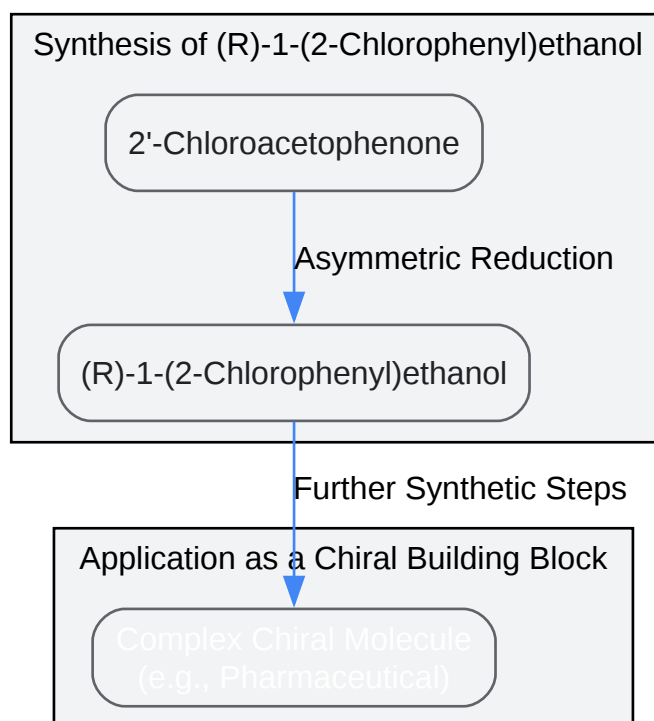 Synthesis of (R)-1-(2-Chlorophenyl)ethanol
2'-Chloroacetophenone
Asymmetric Reduction
(R)-1-(2-Chlorophenyl)ethanol
Further Synthetic Steps
Application as a Chiral Building Block
Complex Chiral Molecule
(e.g., Pharmaceutical)